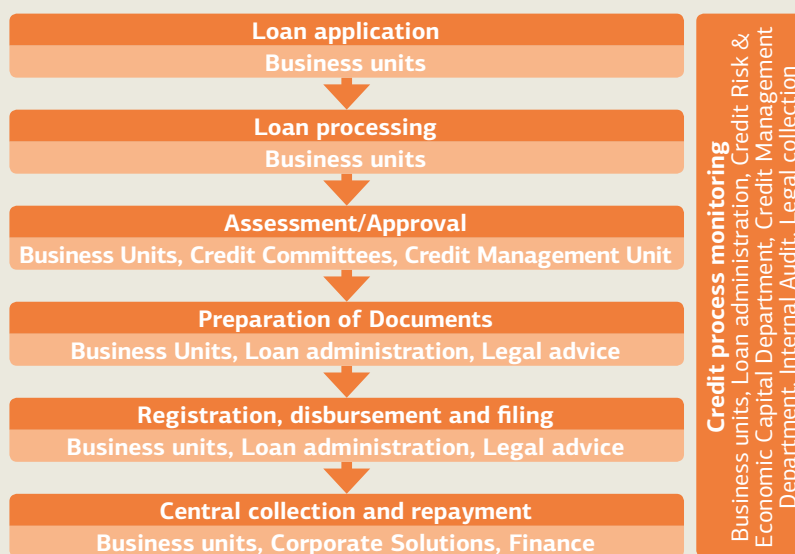 Loan application
Business units
Loan processing
Business units
Assessment/Approval
Business Units, Credit Committees, Credit Management Unit
Preparation of Documents
Business Units, Loan administration, Legal advice
Registration, disbursement and filing
Business units, Loan administration, Legal advice
Central collection and repayment
Business units, Corporate Solutions, Finance
Credit process monitoring
Business units, Loan administration, Credit Risk &
Economic Capital Department, Credit Management
Department, Internal Audit, Legal collection